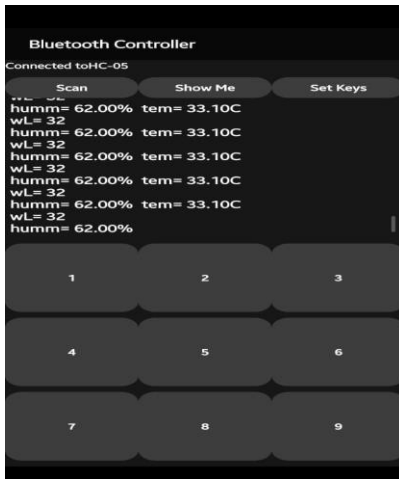 Bluetooth Controller
Connected toHC-05
Scan Show Me Set Keys
wL= 32
humm= 62.00% tem= 33.10C
wL= 32
humm= 62.00% tem= 33.10C
wL= 32
humm= 62.00% tem= 33.10C
wL= 32
humm= 62.00% tem= 33.10C
wL= 32
humm= 62.00% tem= 33.10C
wL= 32
humm= 62.00%
1 2 3
4 5 6
7 8 9